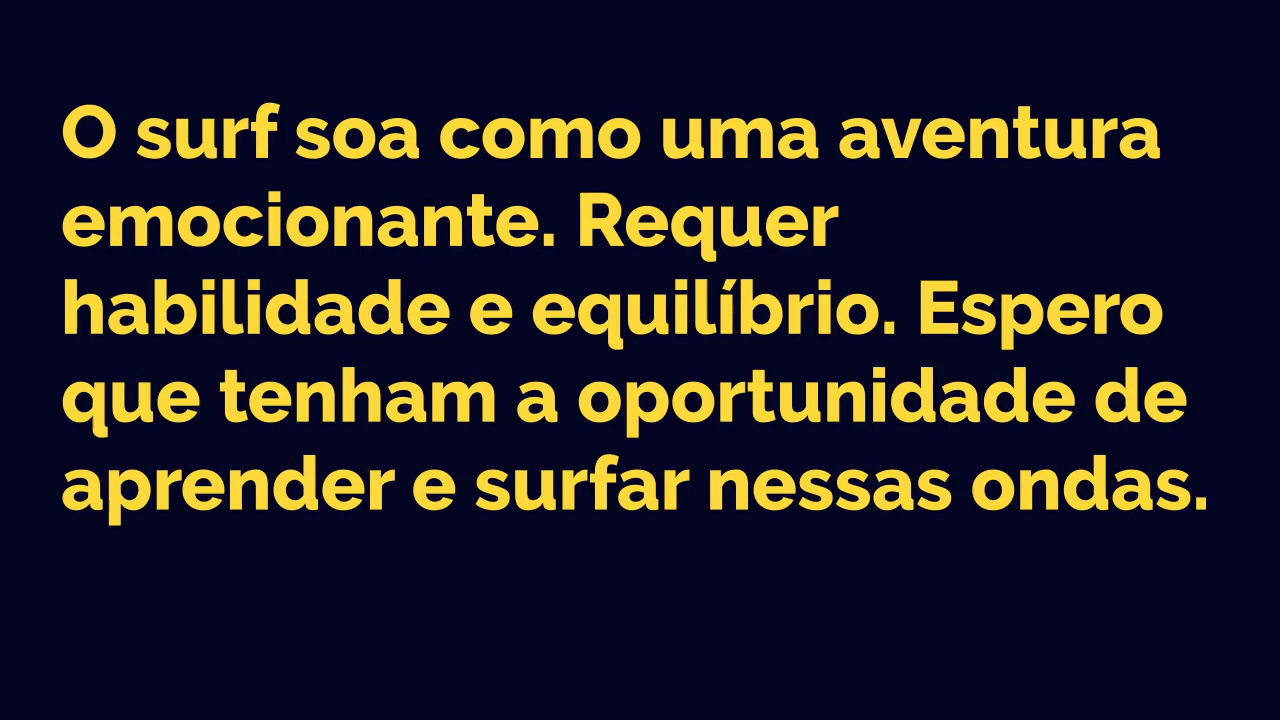 O surf soa como uma aventura
emocionante. Requer
habilidade e equilíbrio. Espero
que tenham a oportunidade de
aprender e surfar nessas ondas.